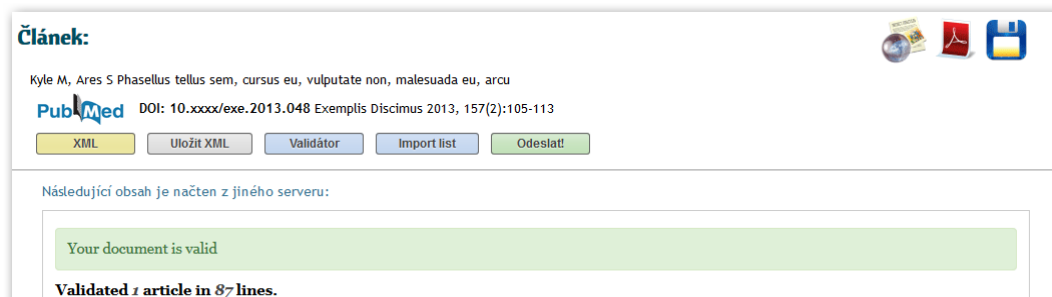 Článek:
Kyle M, Ares S Phasellus tellus sem, cursus eu, vulputate non, malesuada eu, arcu
PubMed DOI: 10.xxxx/exe.2013.048 Exemplis Discimus 2013, 157(2):105-113
XML Uložit XML Validátor Import list Odeslat!
Následující obsah je načten z jiného serveru:
Your document is valid
Validated 1 article in 87 lines.